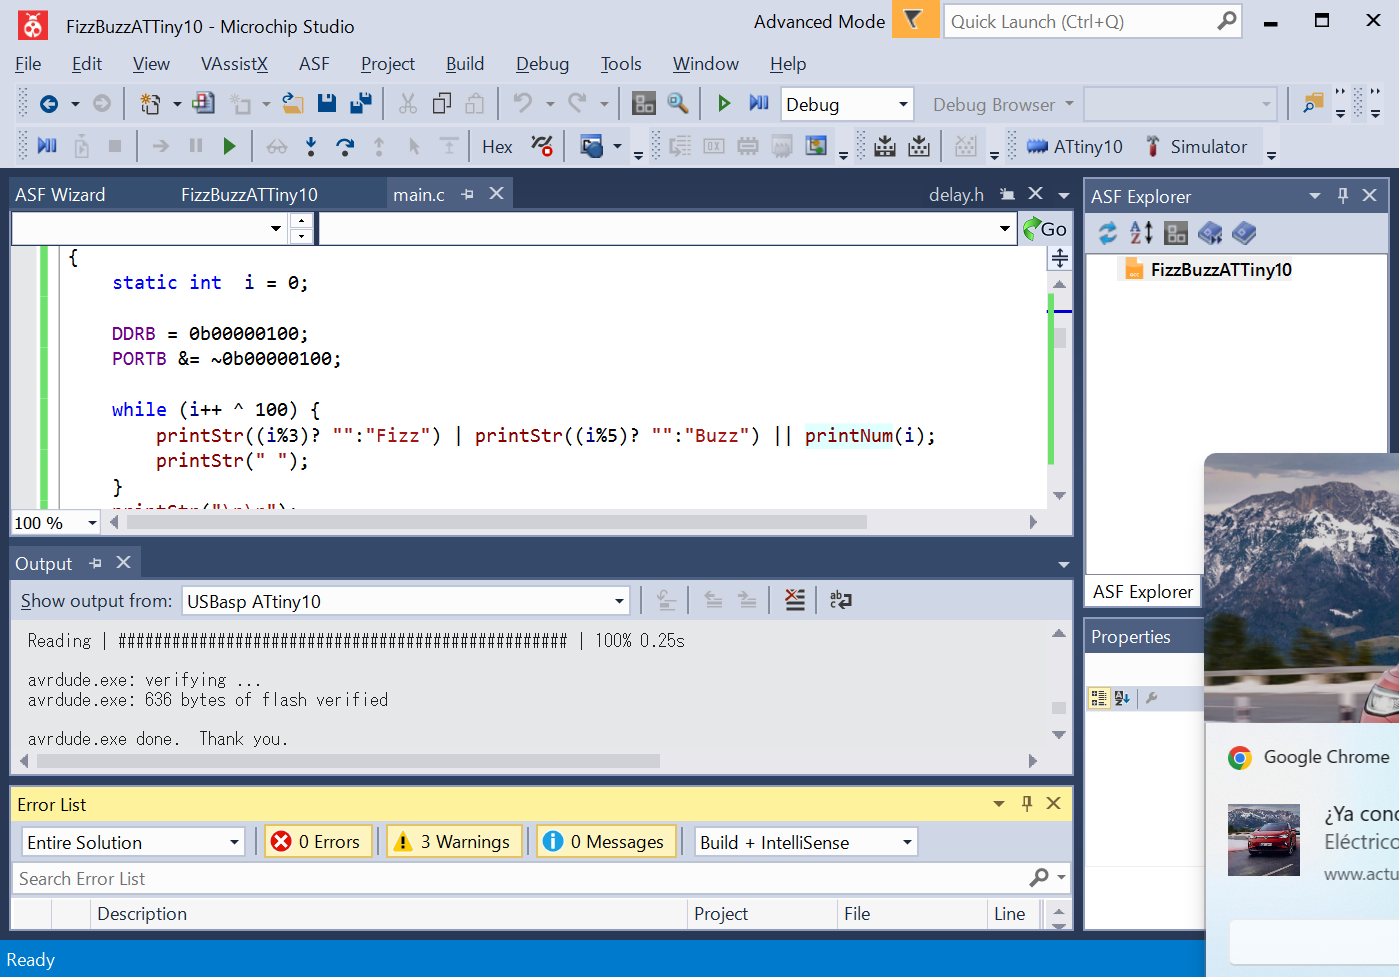 FizzBuzzATTiny10 - Microchip Studio
Advanced Mode
Quick Launch (Ctrl+Q)
File Edit View VAssistX ASF Project Build Debug Tools Window Help
Debug
Debug Browser
Hex
ATtiny10
Simulator
ASF Wizard
FizzBuzzATTiny10
main.c
delay.h
Go
{
static int i = 0;
DDRB = 0b00000100;
PORTB &= ~0b00000100;
while (i++ ^ 100) {
printStr((i%3)? "":"Fizz") | printStr((i%5)? "":"Buzz") || printNum(i);
printStr(" ");
}
printStr("\r\n");
100 %
Output
Show output from: USBasp ATtiny10
Reading | ################################################## | 100% 0.25s
avrdude.exe: verifying ...
avrdude.exe: 636 bytes of flash verified
avrdude.exe done.  Thank you.
Error List
Entire Solution
0 Errors
3 Warnings
0 Messages
Build + IntelliSense
Search Error List
Description Project File Line
Ready
ASF Explorer
FizzBuzzATTiny10
ASF Explorer
Properties
Google Chrome
¿Ya cono
Eléctrico
www.actu